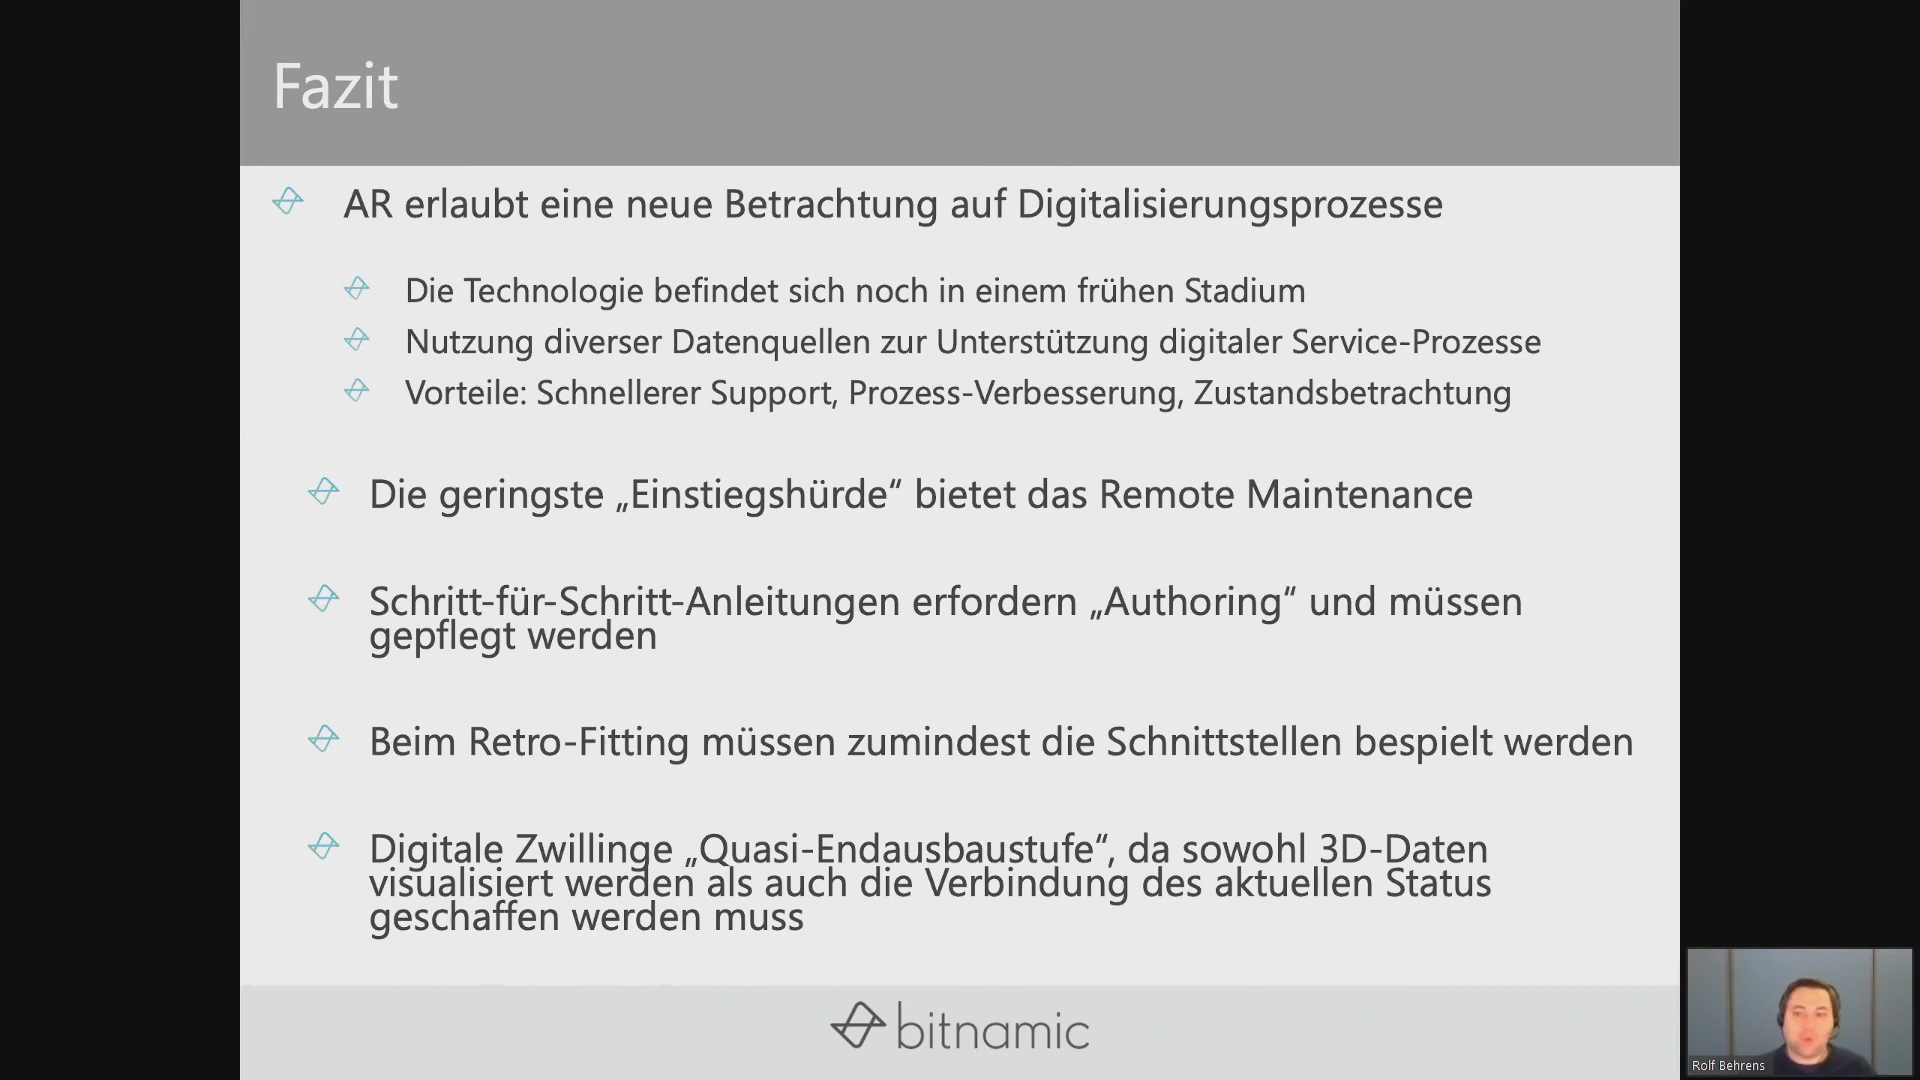 Fazit
AR erlaubt eine neue Betrachtung auf Digitalisierungsprozesse
Die Technologie befindet sich noch in einem frühen Stadium
Nutzung diverser Datenquellen zur Unterstützung digitaler Service-Prozesse
Vorteile: Schnellerer Support, Prozess-Verbesserung, Zustandsbetrachtung
Die geringste „Einstiegshürde“ bietet das Remote Maintenance
Schritt-für-Schritt-Anleitungen erfordern „Authoring“ und müssen
gepflegt werden
Beim Retro-Fitting müssen zumindest die Schnittstellen bespielt werden
Digitale Zwillinge „Quasi-Endausbaustufe“, da sowohl 3D-Daten
visualisiert werden als auch die Verbindung des aktuellen Status
geschaffen werden muss
bitnamic
Rolf Behrens